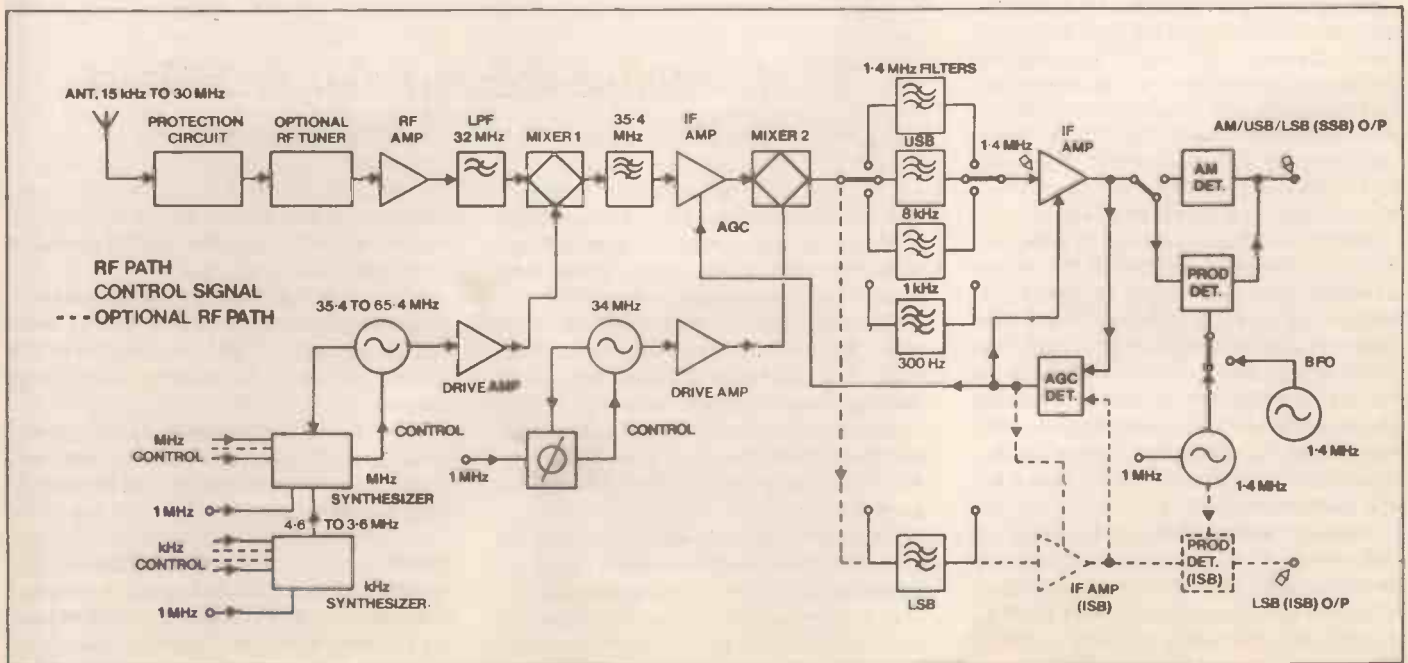 ANT. 15 kHz TO 30 MHz
PROTECTION
CIRCUIT
OPTIONAL
RF TUNER
RF
AMP
LPF
32 MHz
MIXER 1
35·4
MHz
IF
AMP
MIXER 2
1·4 MHz FILTERS
USB
8 kHz
1 kHz
300 Hz
1·4 MHz
IF
AMP
AM/USB/LSB (SSB) O/P
AM
DET.
PROD
DET.
AGC
RF PATH
CONTROL SIGNAL
OPTIONAL RF PATH
35·4 TO 65·4 MHz
DRIVE AMP
34 MHz
DRIVE AMP
AGC
DET.
BFO
1·4 MHz
MHz
CONTROL
CONTROL
MHz
SYNTHESIZER
1 MHz
4·6 TO 3·6 MHz
kHz
CONTROL
kHz
SYNTHESIZER
1 MHz
1 MHz
Ø
CONTROL
1 MHz
1·4 MHz
LSB
IF AMP
(ISB)
PROD
DET.
(ISB)
LSB (ISB) O/P